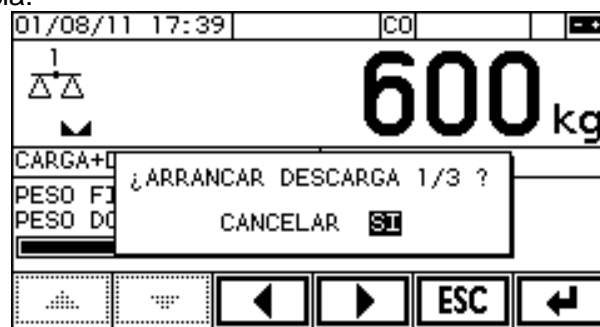 01/08/11 17:39 CO
1
600 kg
CARGA+D
¿ARRANCAR DESCARGA 1/3 ?
PESO FI
PESO DO
CANCELAR SI
ESC